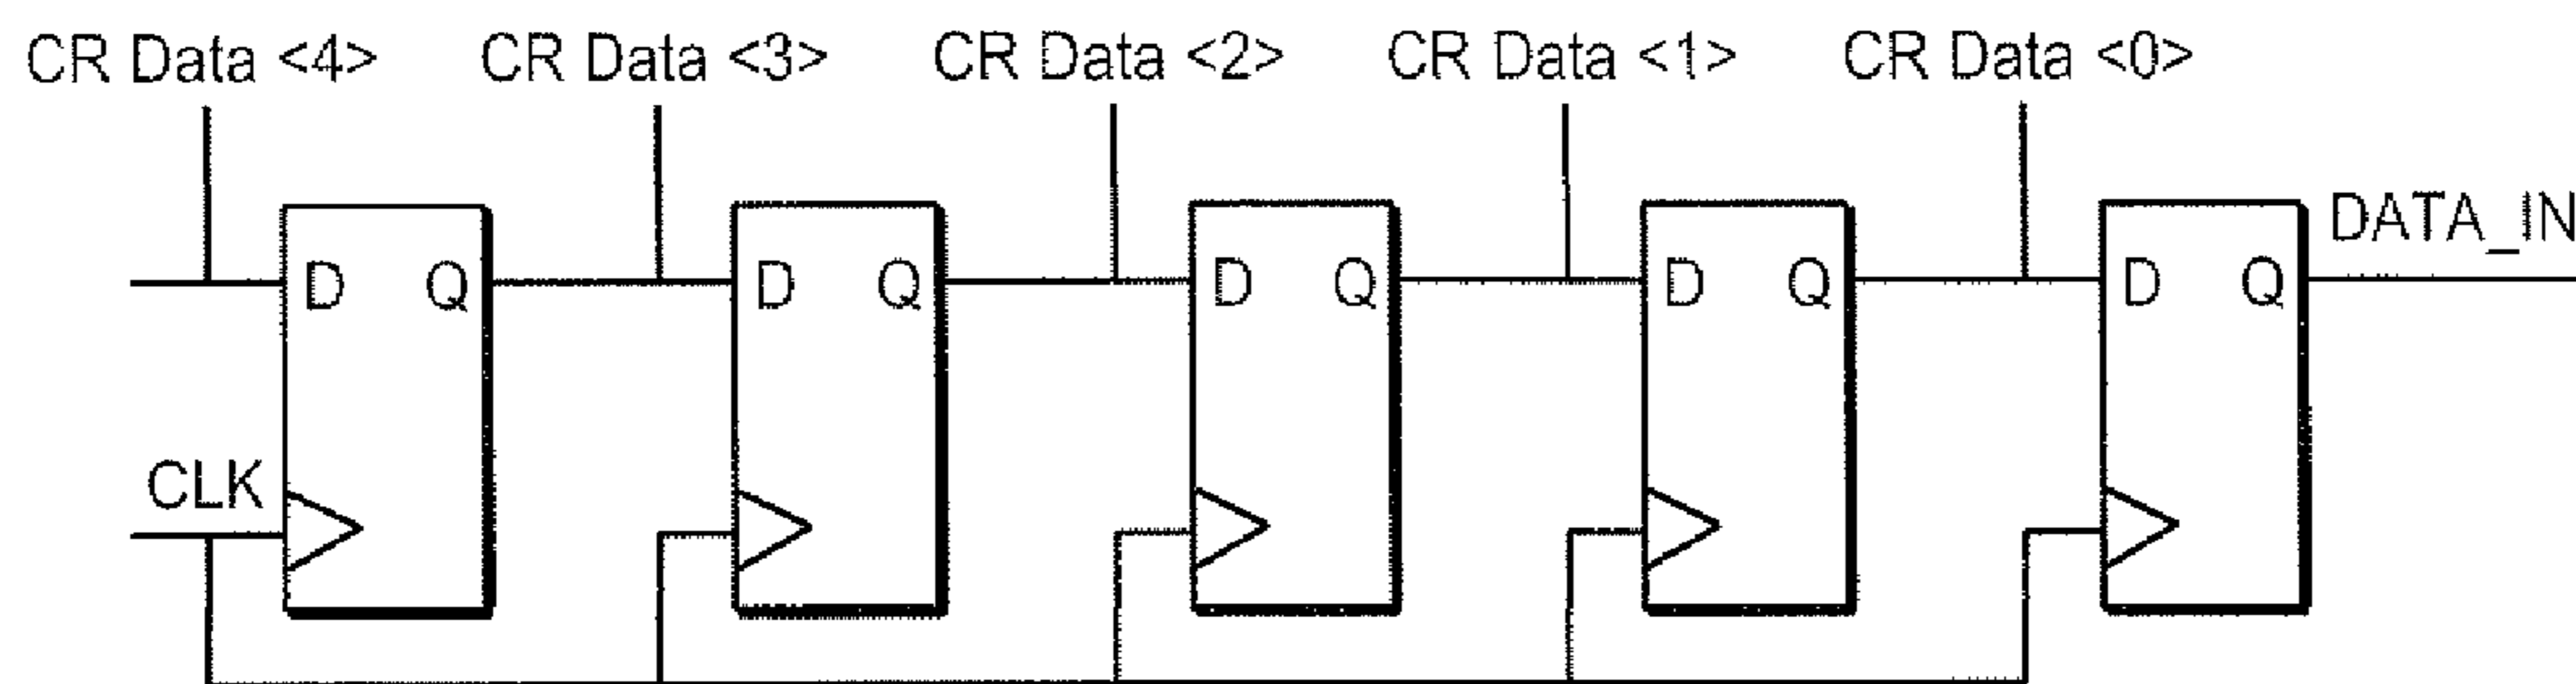 CR Data <4> CR Data <3> CR Data <2> CR Data <1> CR Data <0>
DATA_IN
D Q D Q D Q D Q D Q
CLK